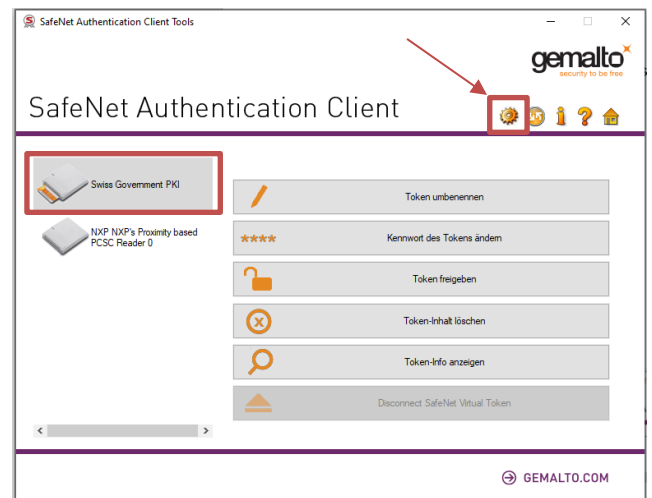 SafeNet Authentication Client Tools
gemalto
security to be free
SafeNet Authentication Client
Swiss Government PKI
NXP NXP's Proximity based
PCSC Reader 0
Token umbenennen
****
Kennwort des Tokens ändern
Token freigeben
Token-Inhalt löschen
Token-Info anzeigen
Disconnect SafeNet Virtual Token
GEMALTO.COM